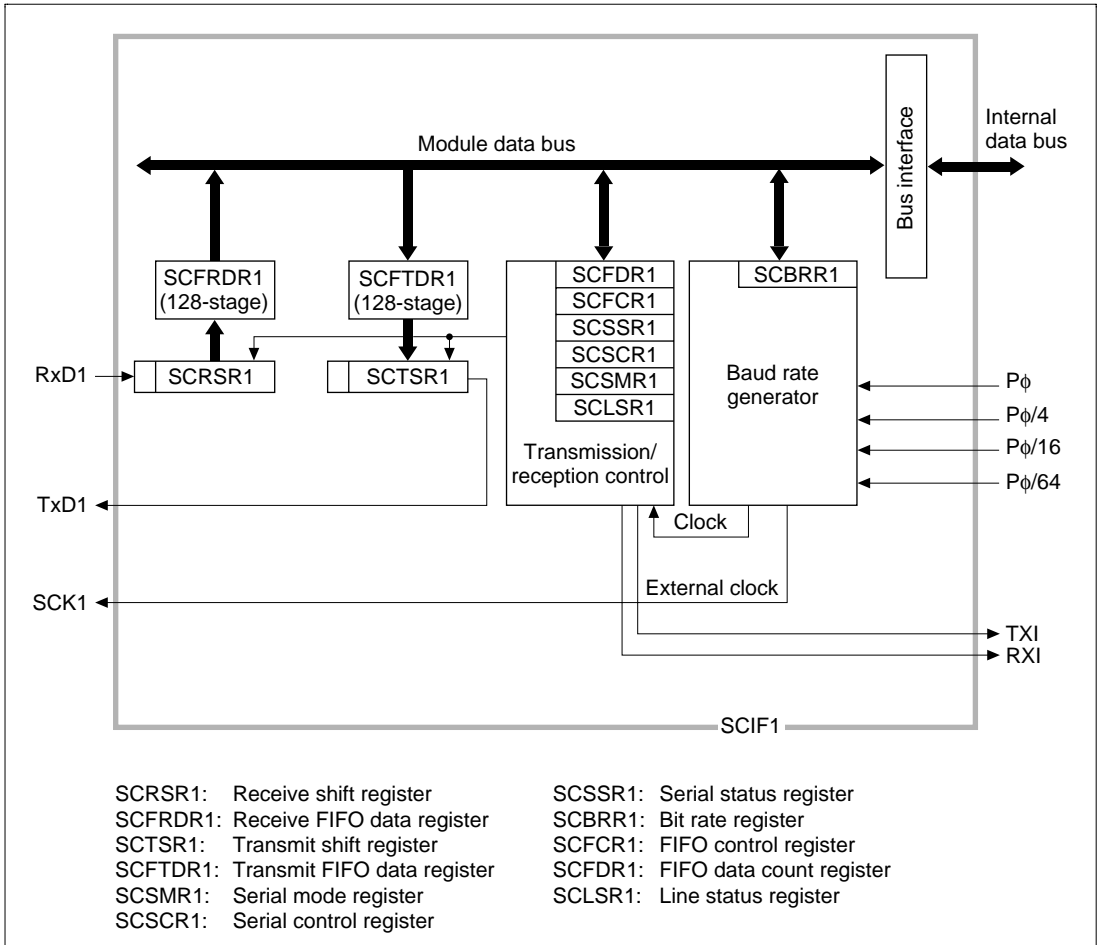 Module data bus
Bus interface
Internal
data bus
SCFRDR1
(128-stage)
SCFTDR1
(128-stage)
SCFDR1
SCFCR1
SCSSR1
SCSCR1
SCSMR1
SCLSR1
Transmission/
reception control
SCBRR1
Baud rate
generator
RxD1
SCRSR1
SCTSR1
Pϕ
Pϕ/4
Pϕ/16
Pϕ/64
TxD1
Clock
External clock
SCK1
TXI
RXI
SCIF1
SCRSR1: Receive shift register
SCFRDR1: Receive FIFO data register
SCTSR1: Transmit shift register
SCFTDR1: Transmit FIFO data register
SCSMR1: Serial mode register
SCSCR1: Serial control register
SCSSR1: Serial status register
SCBRR1: Bit rate register
SCFCR1: FIFO control register
SCFDR1: FIFO data count register
SCLSR1: Line status register